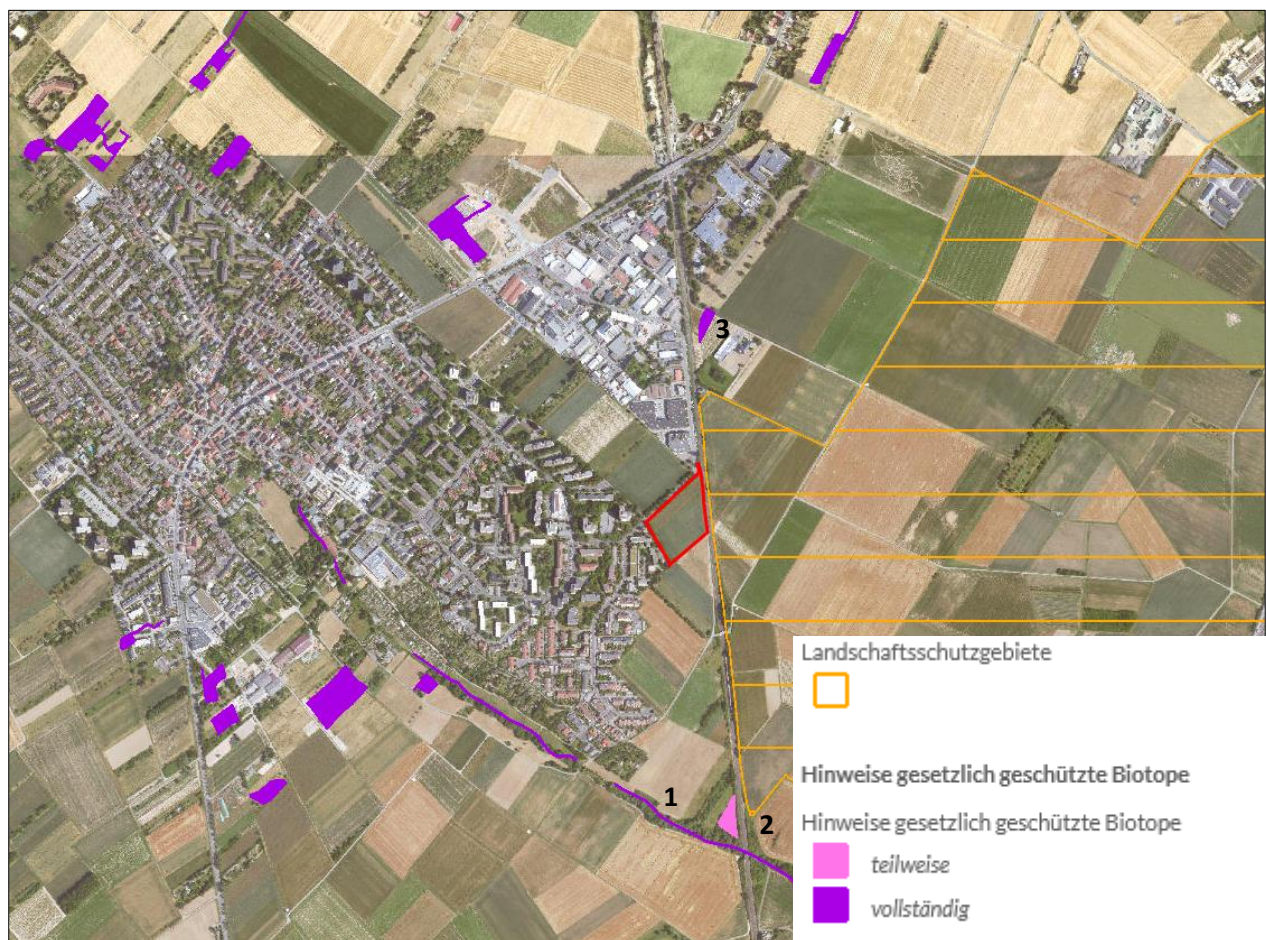 3
1
2
Landschaftsschutzgebiete
Hinweise gesetzlich geschützte Biotope
Hinweise gesetzlich geschützte Biotope
teilweise
vollständig